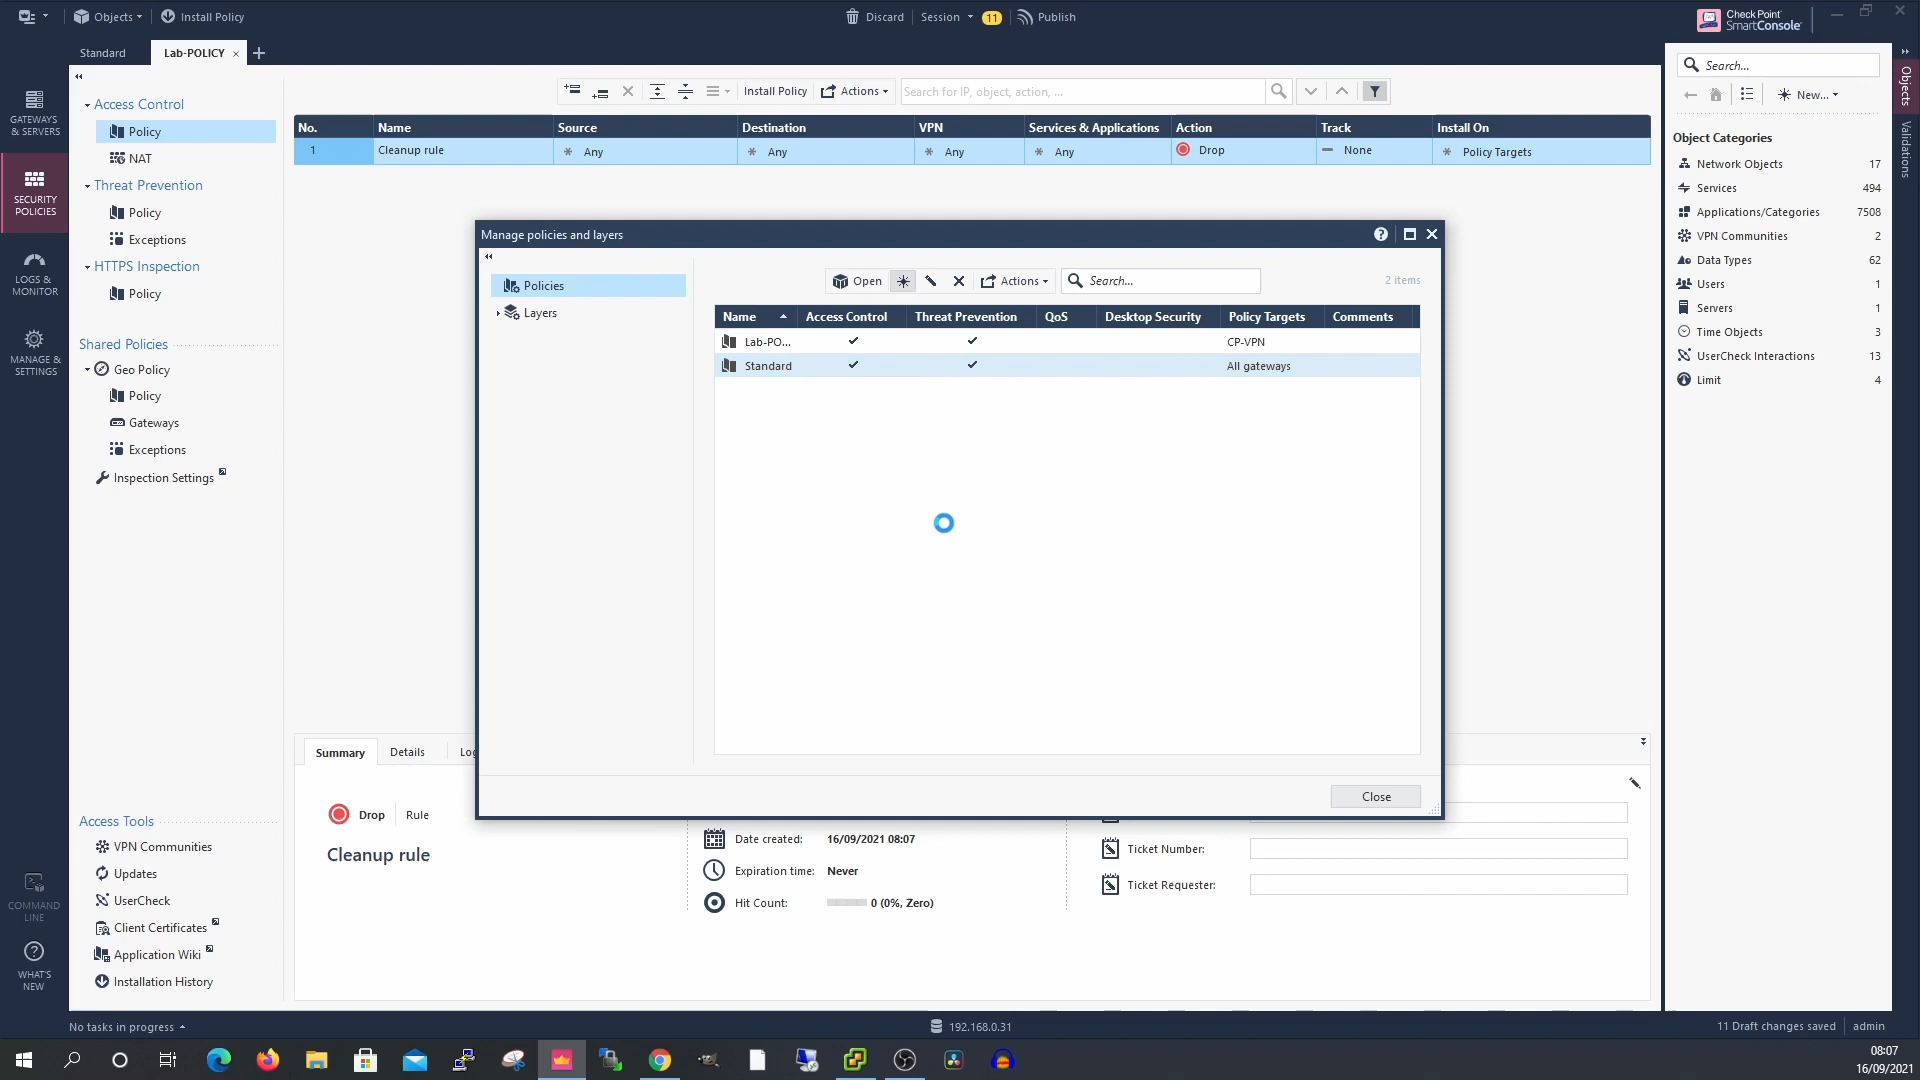 Objects
Install Policy
Discard
Session
11
Publish
Check Point
SmartConsole
Standard
Lab-POLICY
GATEWAYS
& SERVERS
SECURITY
POLICIES
LOGS &
MONITOR
MANAGE &
SETTINGS
COMMAND
LINE
WHAT'S
NEW
Access Control
Policy
NAT
Threat Prevention
Policy
Exceptions
HTTPS Inspection
Policy
Shared Policies
Geo Policy
Policy
Gateways
Exceptions
Inspection Settings
Access Tools
VPN Communities
Updates
UserCheck
Client Certificates
Application Wiki
Installation History
Install Policy
Actions
Search for IP, object, action, ...
No. Name Source Destination VPN Services & Applications Action Track Install On
1 Cleanup rule Any Any Any Any Drop None Policy Targets
Manage policies and layers
Policies
Layers
Open
Actions
Search...
2 items
Name Access Control Threat Prevention QoS Desktop Security Policy Targets Comments
Lab-PO... CP-VPN
Standard All gateways
Close
Summary
Details
Drop
Rule
Cleanup rule
Date created: 16/09/2021 08:07
Expiration time: Never
Hit Count: 0 (0%, Zero)
Ticket Number:
Ticket Requester:
Search...
New...
Object Categories
Network Objects 17
Services 494
Applications/Categories 7508
VPN Communities 2
Data Types 62
Users 1
Servers 1
Time Objects 3
UserCheck Interactions 13
Limit 4
Objects
Validations
No tasks in progress
192.168.0.31
11 Draft changes saved
admin
08:07
16/09/2021